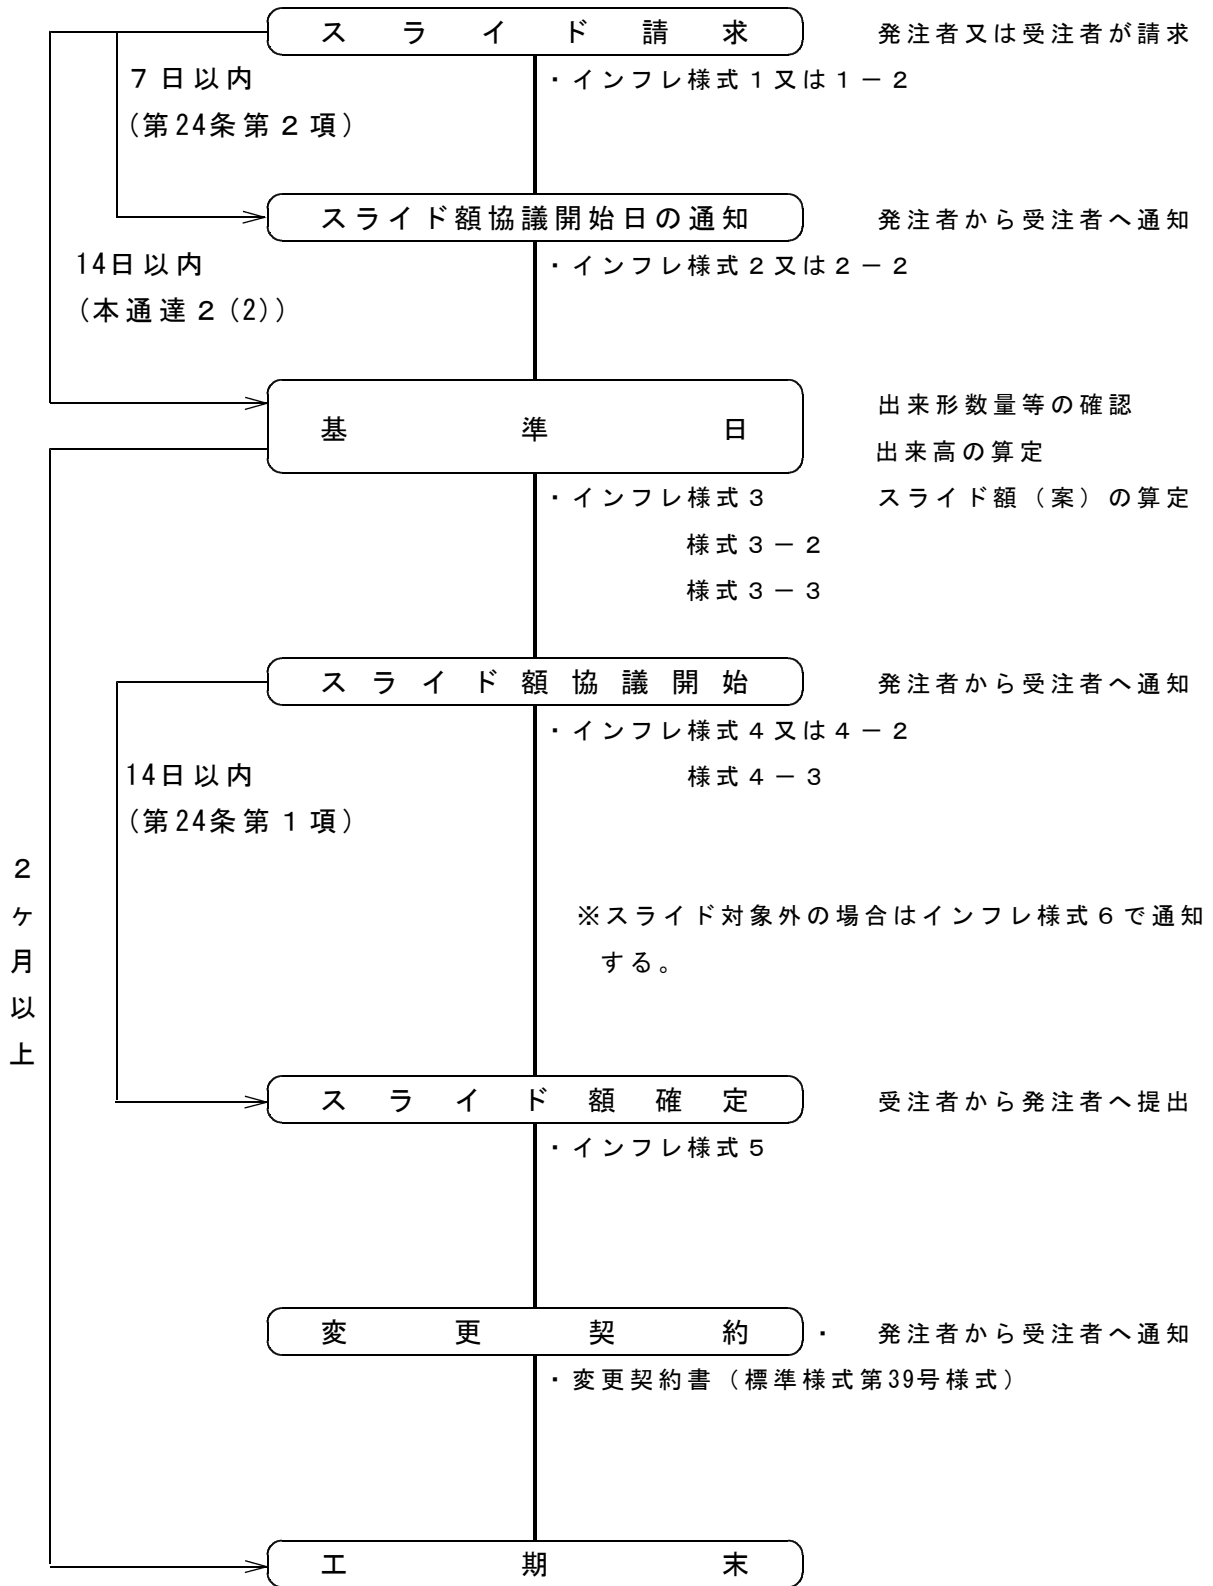 スライド請求
発注者又は受注者が請求
７日以内
(第24条第２項)
・インフレ様式１又は１－２
スライド額協議開始日の通知
発注者から受注者へ通知
14日以内
(本通達２(2))
・インフレ様式２又は２－２
基準日
出来形数量等の確認
出来高の算定
スライド額（案）の算定
・インフレ様式３
様式３－２
様式３－３
スライド額協議開始
発注者から受注者へ通知
・インフレ様式４又は４－２
様式４－３
14日以内
(第24条第１項)
２ヶ月以上
※スライド対象外の場合はインフレ様式６で通知
する。
スライド額確定
受注者から発注者へ提出
・インフレ様式５
変更契約
・　発注者から受注者へ通知
・変更契約書（標準様式第39号様式）
工期末